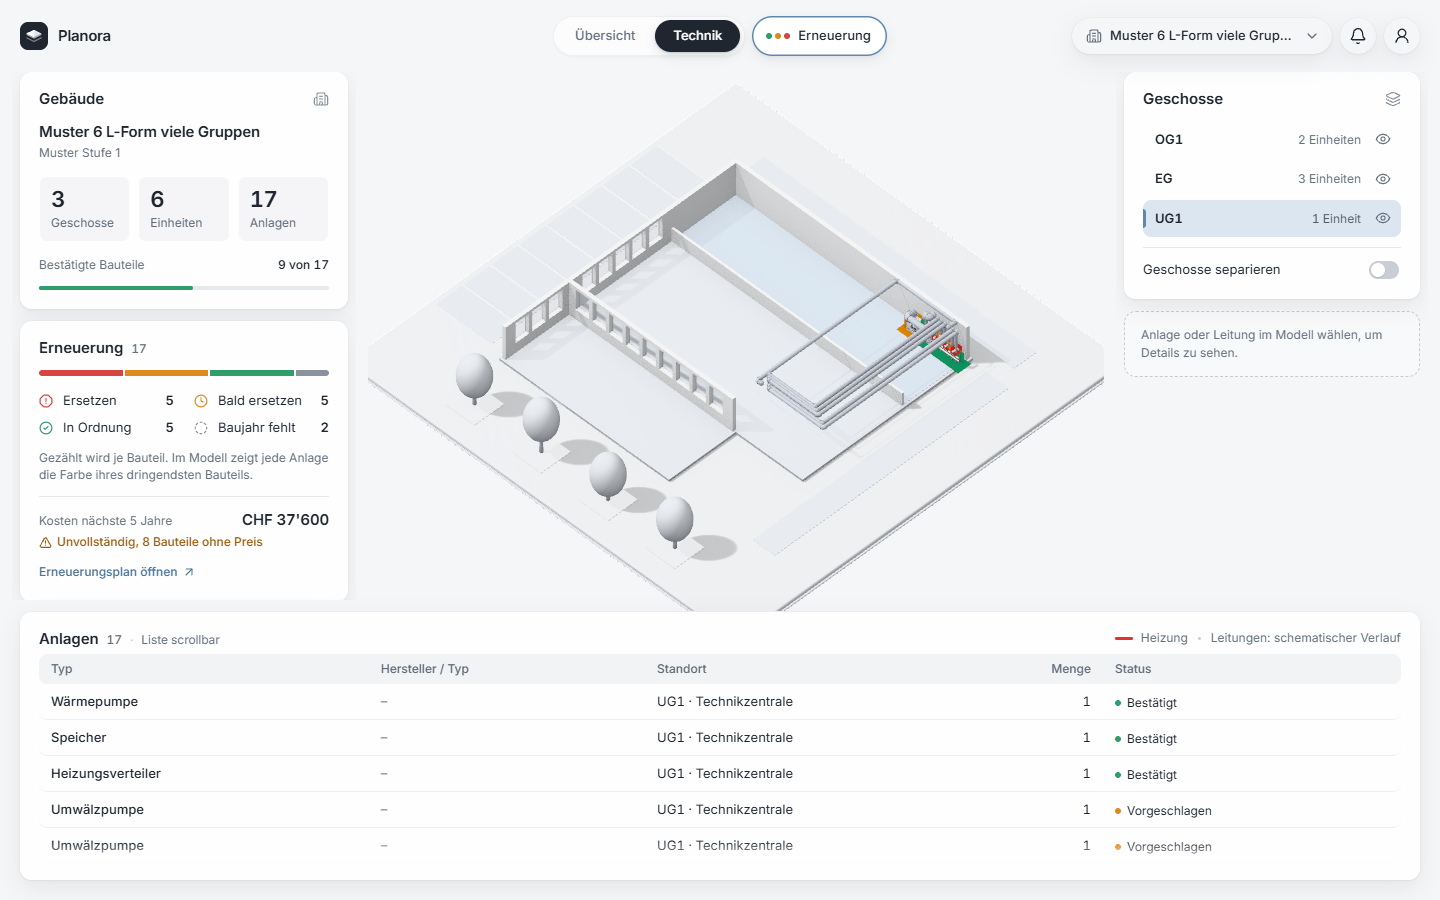 Planora
Übersicht
Technik
Erneuerung
Muster 6 L-Form viele Grup...
Gebäude
Muster 6 L-Form viele Gruppen
Muster Stufe 1
3 6 17
Geschosse Einheiten Anlagen
Bestätigte Bauteile 9 von 17
Erneuerung 17
Ersetzen 5 Bald ersetzen 5
In Ordnung 5 Baujahr fehlt 2
Gezählt wird je Bauteil. Im Modell zeigt jede Anlage
die Farbe ihres dringendsten Bauteils.
Kosten nächste 5 Jahre CHF 37'600
Unvollständig, 8 Bauteile ohne Preis
Erneuerungsplan öffnen
Geschosse
OG1 2 Einheiten
EG 3 Einheiten
UG1 1 Einheit
Geschosse separieren
Anlage oder Leitung im Modell wählen, um
Details zu sehen.
Anlagen 17 · Liste scrollbar
Heizung · Leitungen: schematischer Verlauf
Typ Hersteller / Typ Standort Menge Status
Wärmepumpe – UG1 · Technikzentrale 1 Bestätigt
Speicher – UG1 · Technikzentrale 1 Bestätigt
Heizungsverteiler – UG1 · Technikzentrale 1 Bestätigt
Umwälzpumpe – UG1 · Technikzentrale 1 Vorgeschlagen
Umwälzpumpe – UG1 · Technikzentrale 1 Vorgeschlagen